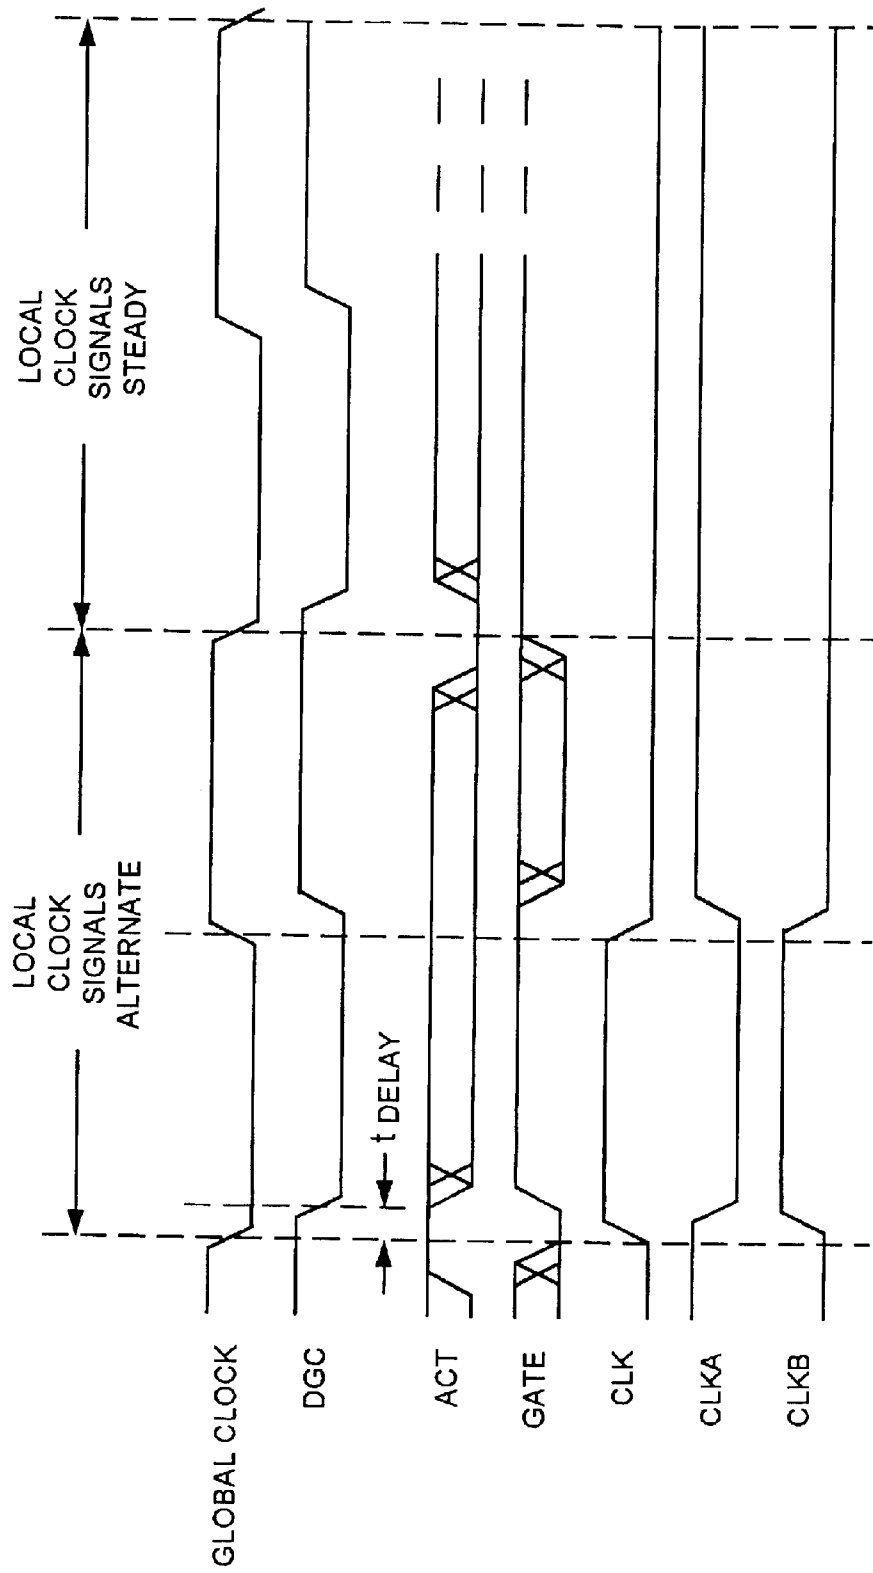 LOCAL
CLOCK
SIGNALS
ALTERNATE
LOCAL
CLOCK
SIGNALS
STEADY
GLOBAL CLOCK
DGC
t DELAY
ACT
GATE
CLK
CLKA
CLKB